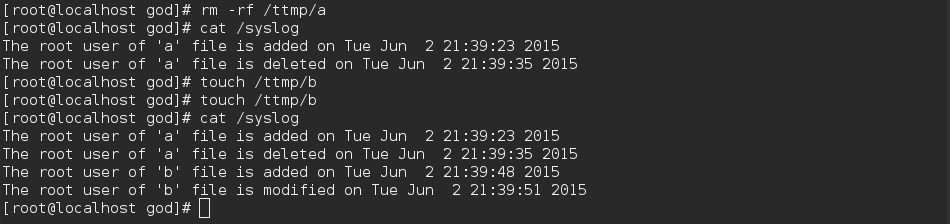 [root@localhost god]# rm -rf /ttmp/a
[root@localhost god]# cat /syslog
The root user of 'a' file is added on Tue Jun  2 21:39:23 2015
The root user of 'a' file is deleted on Tue Jun  2 21:39:35 2015
[root@localhost god]# touch /ttmp/b
[root@localhost god]# touch /ttmp/b
[root@localhost god]# cat /syslog
The root user of 'a' file is added on Tue Jun  2 21:39:23 2015
The root user of 'a' file is deleted on Tue Jun  2 21:39:35 2015
The root user of 'b' file is added on Tue Jun  2 21:39:48 2015
The root user of 'b' file is modified on Tue Jun  2 21:39:51 2015
[root@localhost god]#